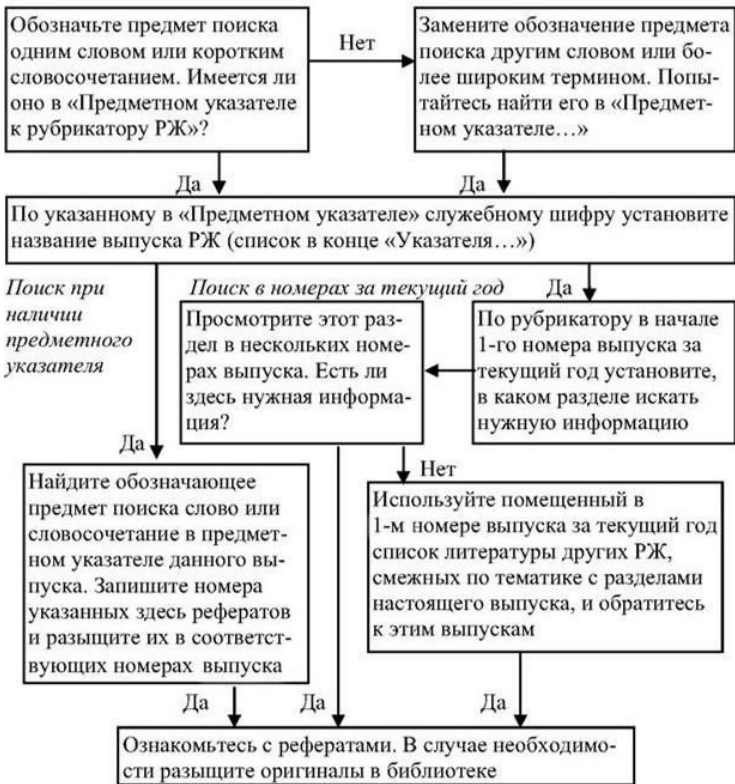 Обозначьте предмет поиска
одним словом или коротким
словосочетанием. Имеется ли
оно в «Предметном указателе
к рубрикатору РЖ»?
Нет
Замените обозначение предмета
поиска другим словом или бо-
лее широким термином. Попы-
тайтесь найти его в «Предмет-
ном указателе…»
Да
Да
По указанному в «Предметном указателе» служебному шифру установите
название выпуска РЖ (список в конце «Указателя…»)
Поиск при
наличии
предметного
указателя
Поиск в номерах за текущий год
Да
Просмотрите этот раз-
дел в нескольких номе-
рах выпуска. Есть ли
здесь нужная информа-
ция?
По рубрикатору в начале
1-го номера выпуска за
текущий год установите,
в каком разделе искать
нужную информацию
Да
Нет
Найдите обозначающее
предмет поиска слово или
словосочетание в предмет-
ном указателе данного вы-
пуска. Запишите номера
указанных здесь рефератов
и разыщите их в соответст-
вующих номерах выпуска
Используйте помещенный в
1-м номере выпуска за текущий год
список литературы других РЖ,
смежных по тематике с разделами
настоящего выпуска, и обратитесь
к этим выпускам
Да
Да
Да
Ознакомьтесь с рефератами. В случае необходимо-
сти разыщите оригиналы в библиотеке